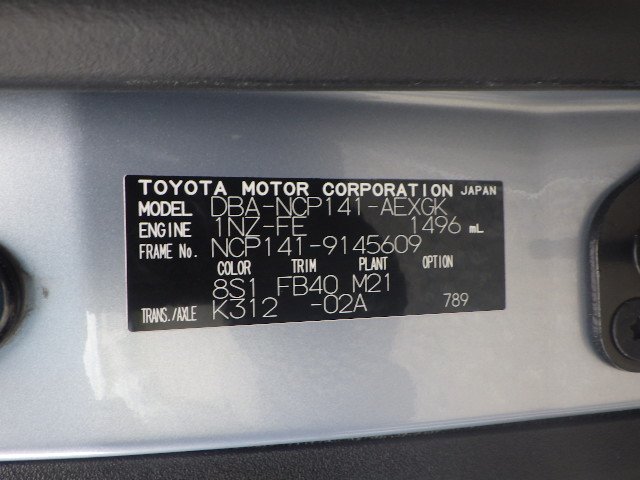 TOYOTA MOTOR CORPORATION JAPAN
MODEL DBA-NCP141-AEXGK
ENGINE 1NZ-FE 1496 mL
FRAME No. NCP141-9145609
COLOR TRIM PLANT OPTION
8S1 FB40 M21
TRANS./AXLE K312 -02A 789